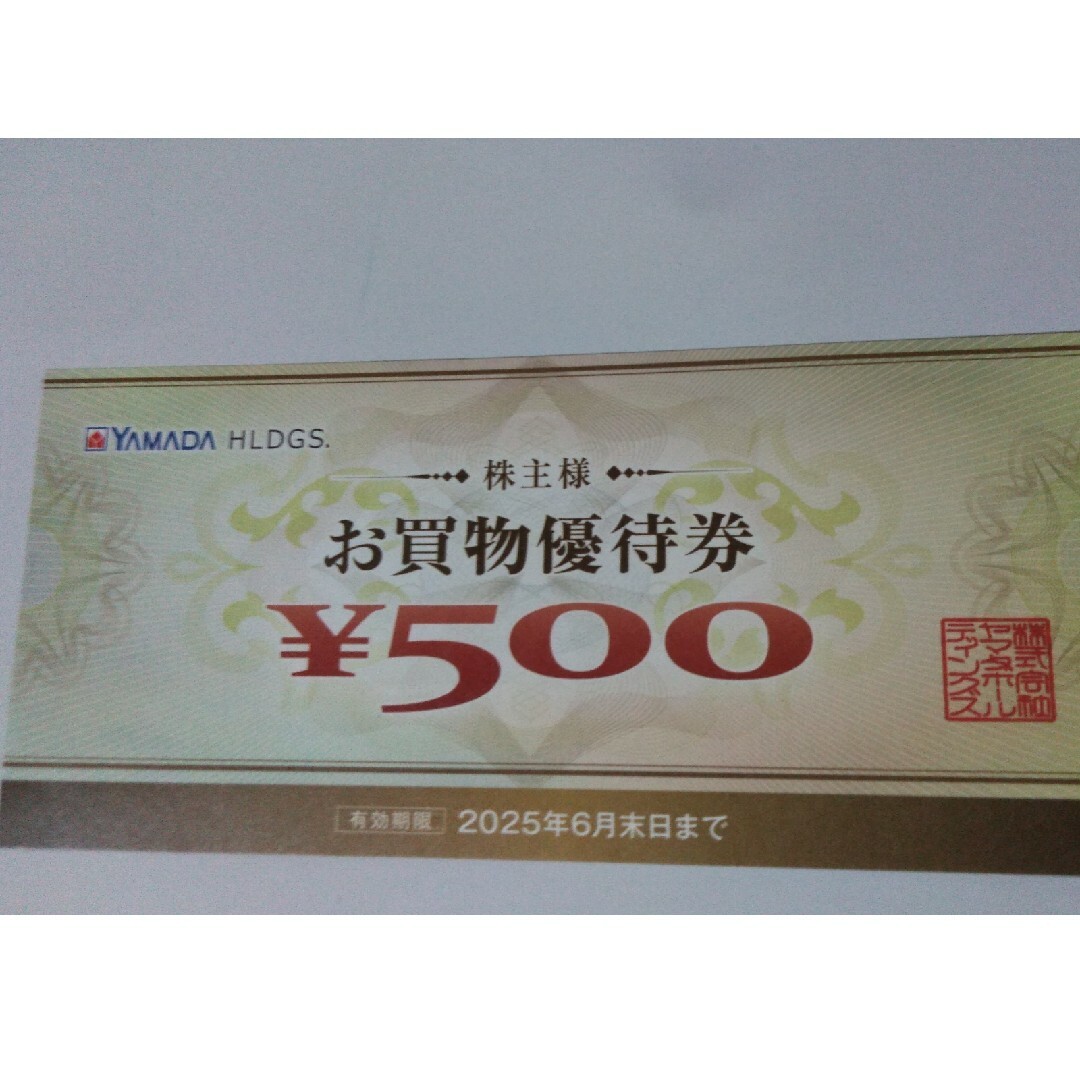 YAMADA HLDGS.
株主様
お買物優待券
¥500
株式会社
ヤマダホール
ディングス
有効期限 2025年6月末日まで